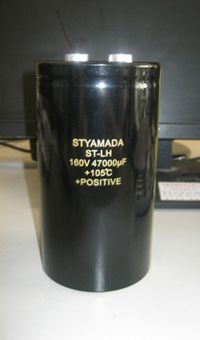 STYAMADA
ST-LH
160V 47000µF
+105℃
+POSITIVE